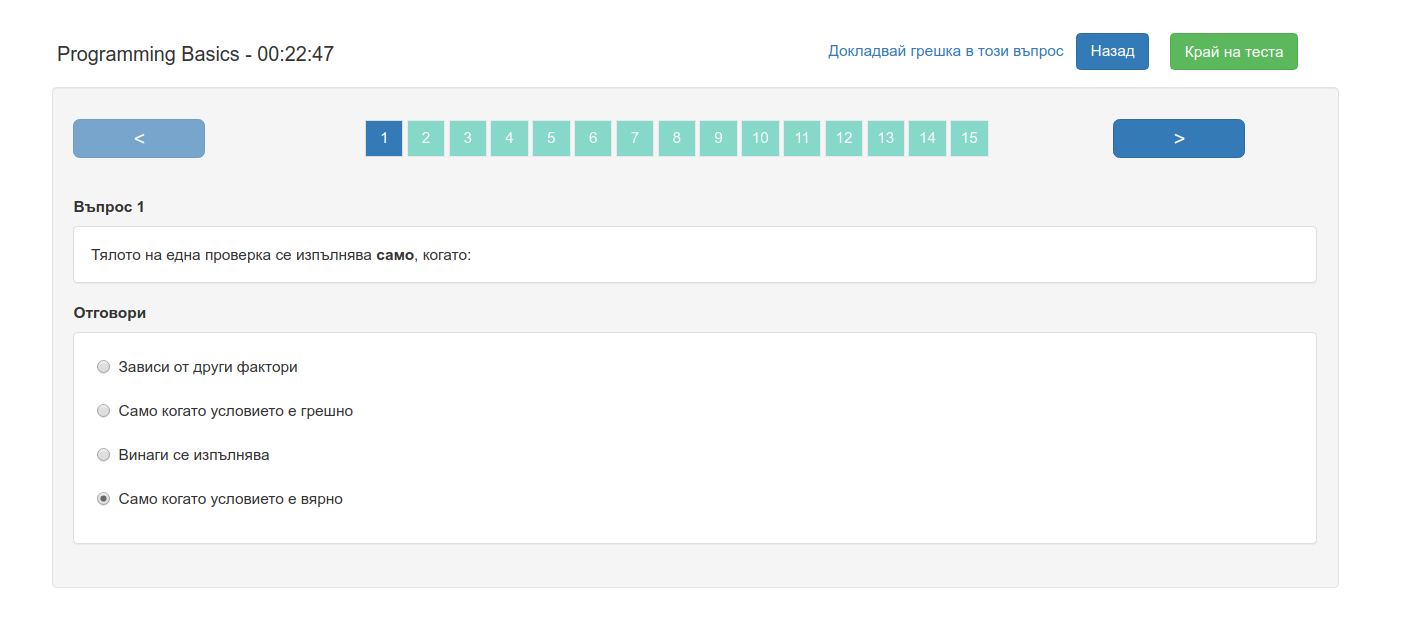 Programming Basics - 00:22:47
Докладвай грешка в този въпрос
Назад
Край на теста
< 1 2 3 4 5 6 7 8 9 10 11 12 13 14 15 >
Въпрос 1
Тялото на една проверка се изпълнява само, когато:
Отговори
Зависи от други фактори
Само когато условието е грешно
Винаги се изпълнява
Само когато условието е вярно